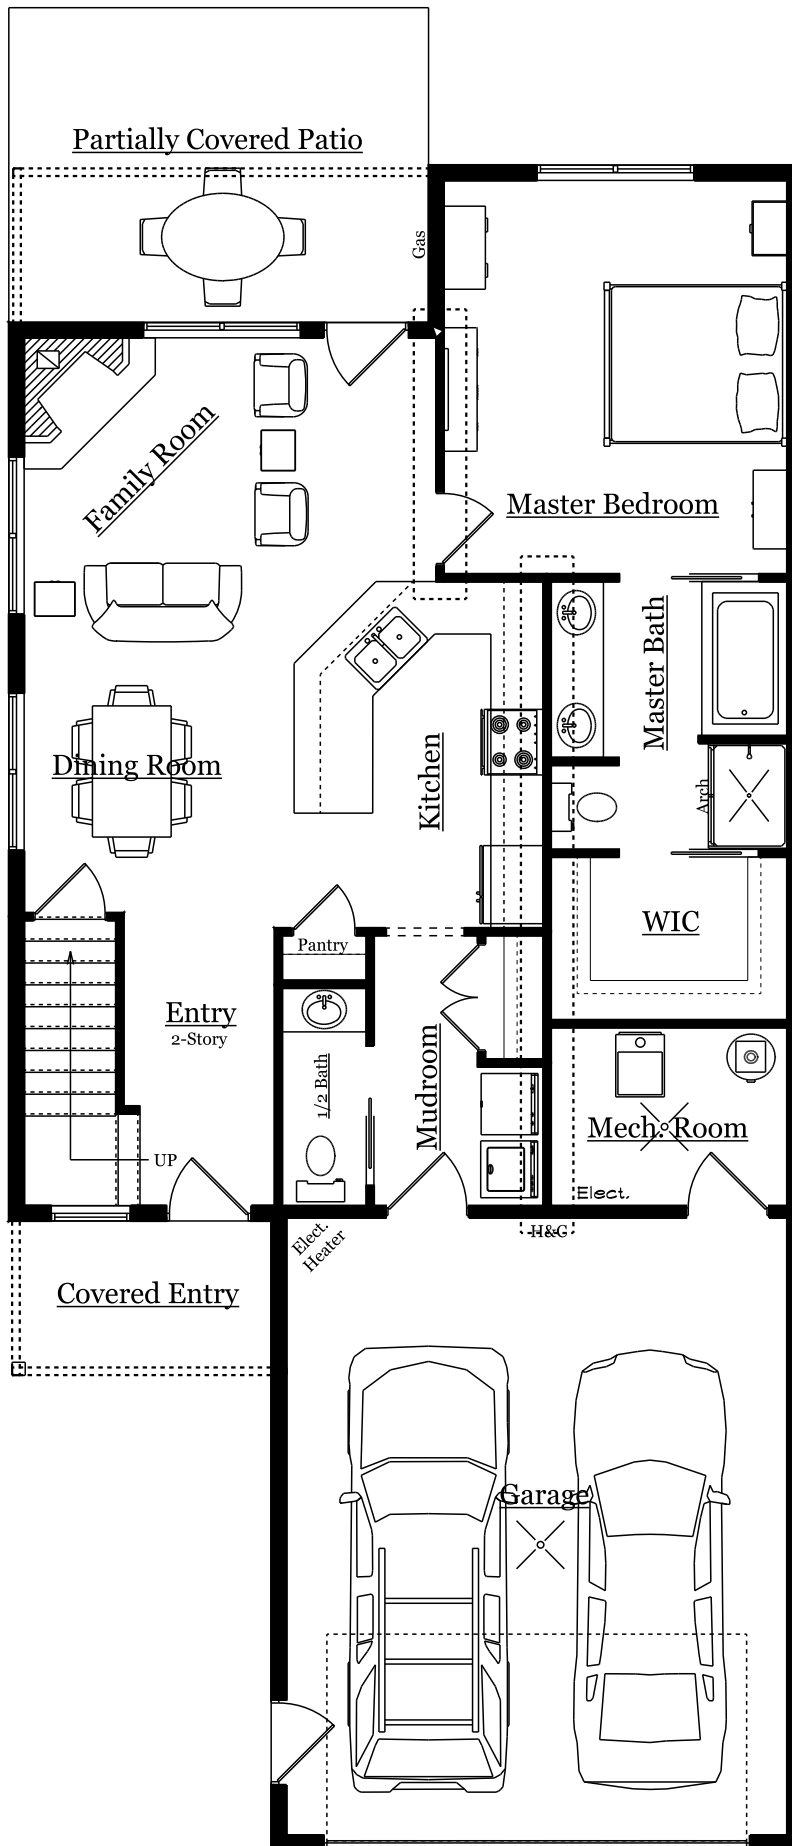 Partially Covered Patio
Gas
Family Room
Master Bedroom
Master Bath
Dining Room
Kitchen
Arch
WIC
Pantry
Entry
2-Story
1/2 Bath
Mudroom
Mech. Room
UP
Elect.
Elect.
Heater
H&C
Covered Entry
Garage